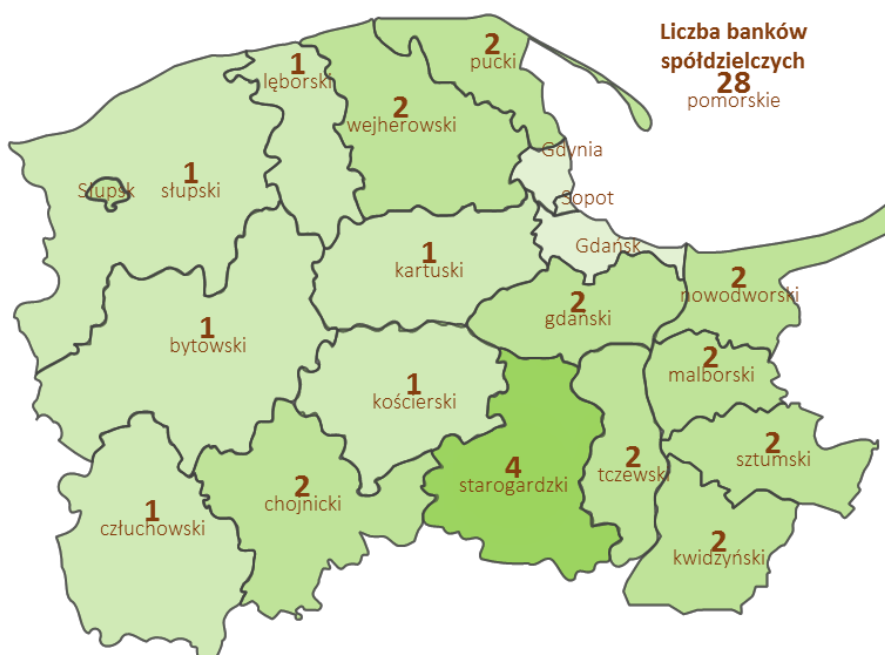 Liczba banków
spółdzielczych
28
pomorskie
2
pucki
1
lęborski
2
wejherowski
Gdynia
1
słupski
Słupsk
Sopot
Gdańsk
1
kartuski
2
nowodworski
2
gdański
1
bytowski
2
malborski
1
kościerski
4
starogardzki
2
tczewski
2
sztumski
2
chojnicki
1
człuchowski
2
kwidzyński